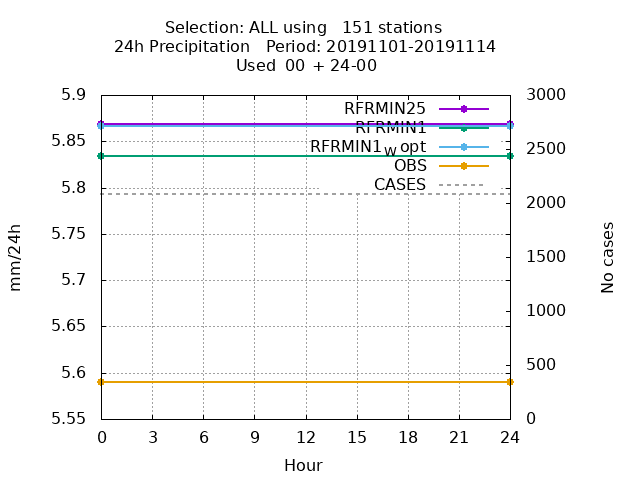 Selection: ALL using 151 stations
24h Precipitation Period: 20191101-20191114
Used 00 + 24-00
5.9
5.85
5.8
5.75
5.7
5.65
5.6
5.55
mm/24h
3000
2500
2000
1500
1000
500
0
No cases
RFRMIN25
RFRMIN1
RFRMIN1w opt
OBS
CASES
0 3 6 9 12 15 18 21 24
Hour